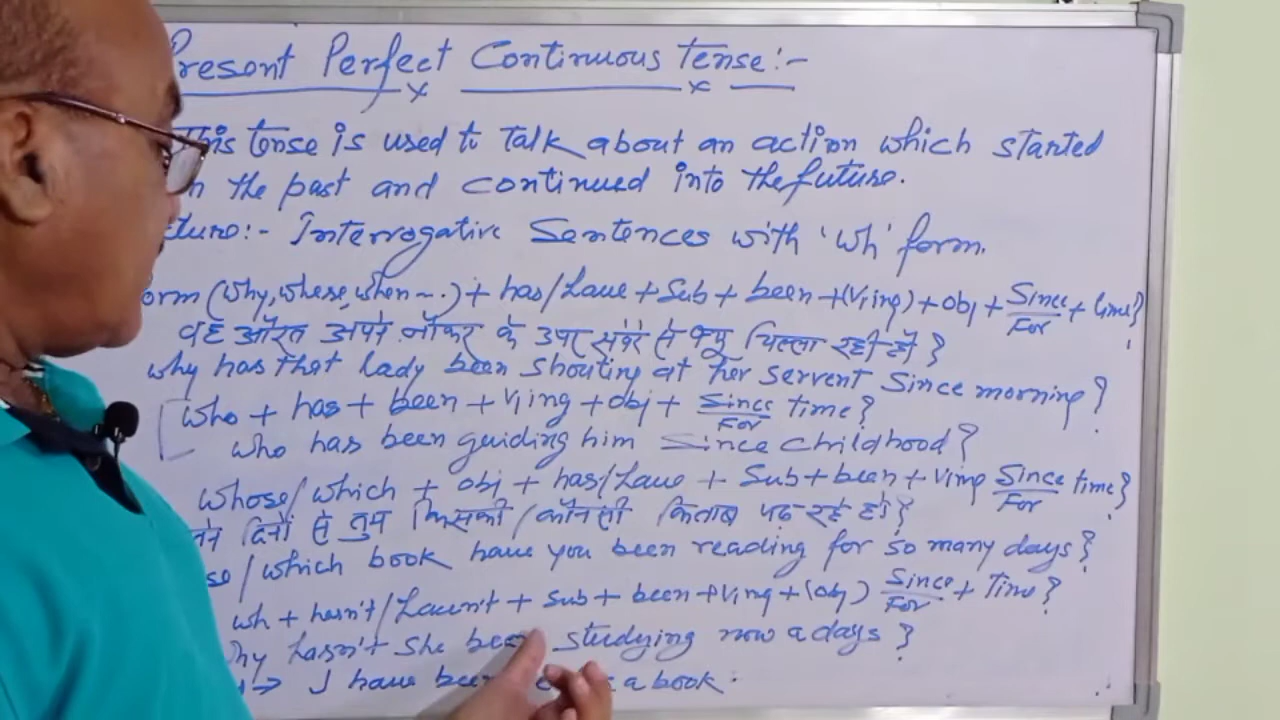 Present Perfect Continuous Tense:-
This tense is used to talk about an action which started
in the past and continued into the future.
:- Interrogative Sentences with 'wh' form.
form (why, where, when ~..) + has/have + Sub + been + (V₁ing) + obj + Since/For + time?
वह औरत अपने नौकर के उपर सवेरे से क्यू चिल्ला रही है ?
why has that lady been shouting at her servent since morning?
who + has + been + V₁ing + obj + Since/For time?
who has been guiding him since childhood?
whose/which + obj + has/have + Sub + been + V₁ing Since/For time?
दिनों से तुम किसकी/कौनसी किताब पढ़ रहे हो?
/which book have you been reading for so many days?
wh + hasn't/haven't + sub + been + V₁ing + (obj) Since/For + Time?
why hasn't she been studying now a days ?
→ I have been a book.